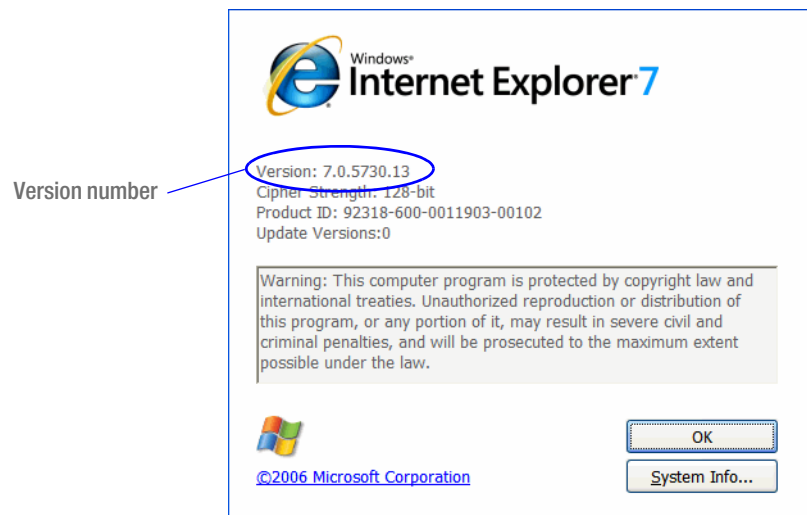 Windows®
Internet Explorer 7
Version number
Version: 7.0.5730.13
Cipher Strength: 128-bit
Product ID: 92318-600-0011903-00102
Update Versions:0
Warning: This computer program is protected by copyright law and
international treaties. Unauthorized reproduction or distribution of
this program, or any portion of it, may result in severe civil and
criminal penalties, and will be prosecuted to the maximum extent
possible under the law.
OK
©2006 Microsoft Corporation
System Info...